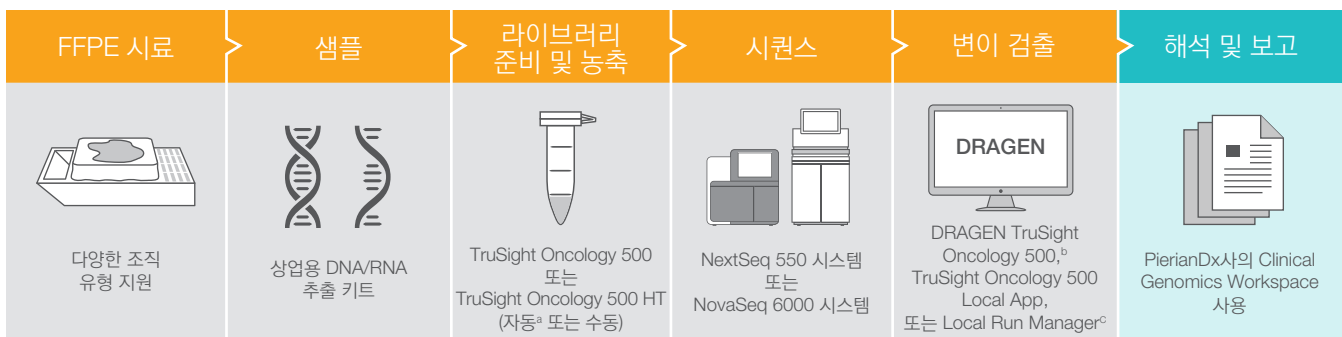 FFPE 시료
샘플
라이브러리
준비 및 농축
시퀀스
변이 검출
해석 및 보고
다양한 조직
유형 지원
상업용 DNA/RNA
추출 키트
TruSight Oncology 500
또는
TruSight Oncology 500 HT
(자동ᵃ 또는 수동)
NextSeq 550 시스템
또는
NovaSeq 6000 시스템
DRAGEN
DRAGEN TruSight
Oncology 500,ᵇ
TruSight Oncology 500
Local App,
또는 Local Run Managerᶜ
PierianDx사의 Clinical
Genomics Workspace
사용